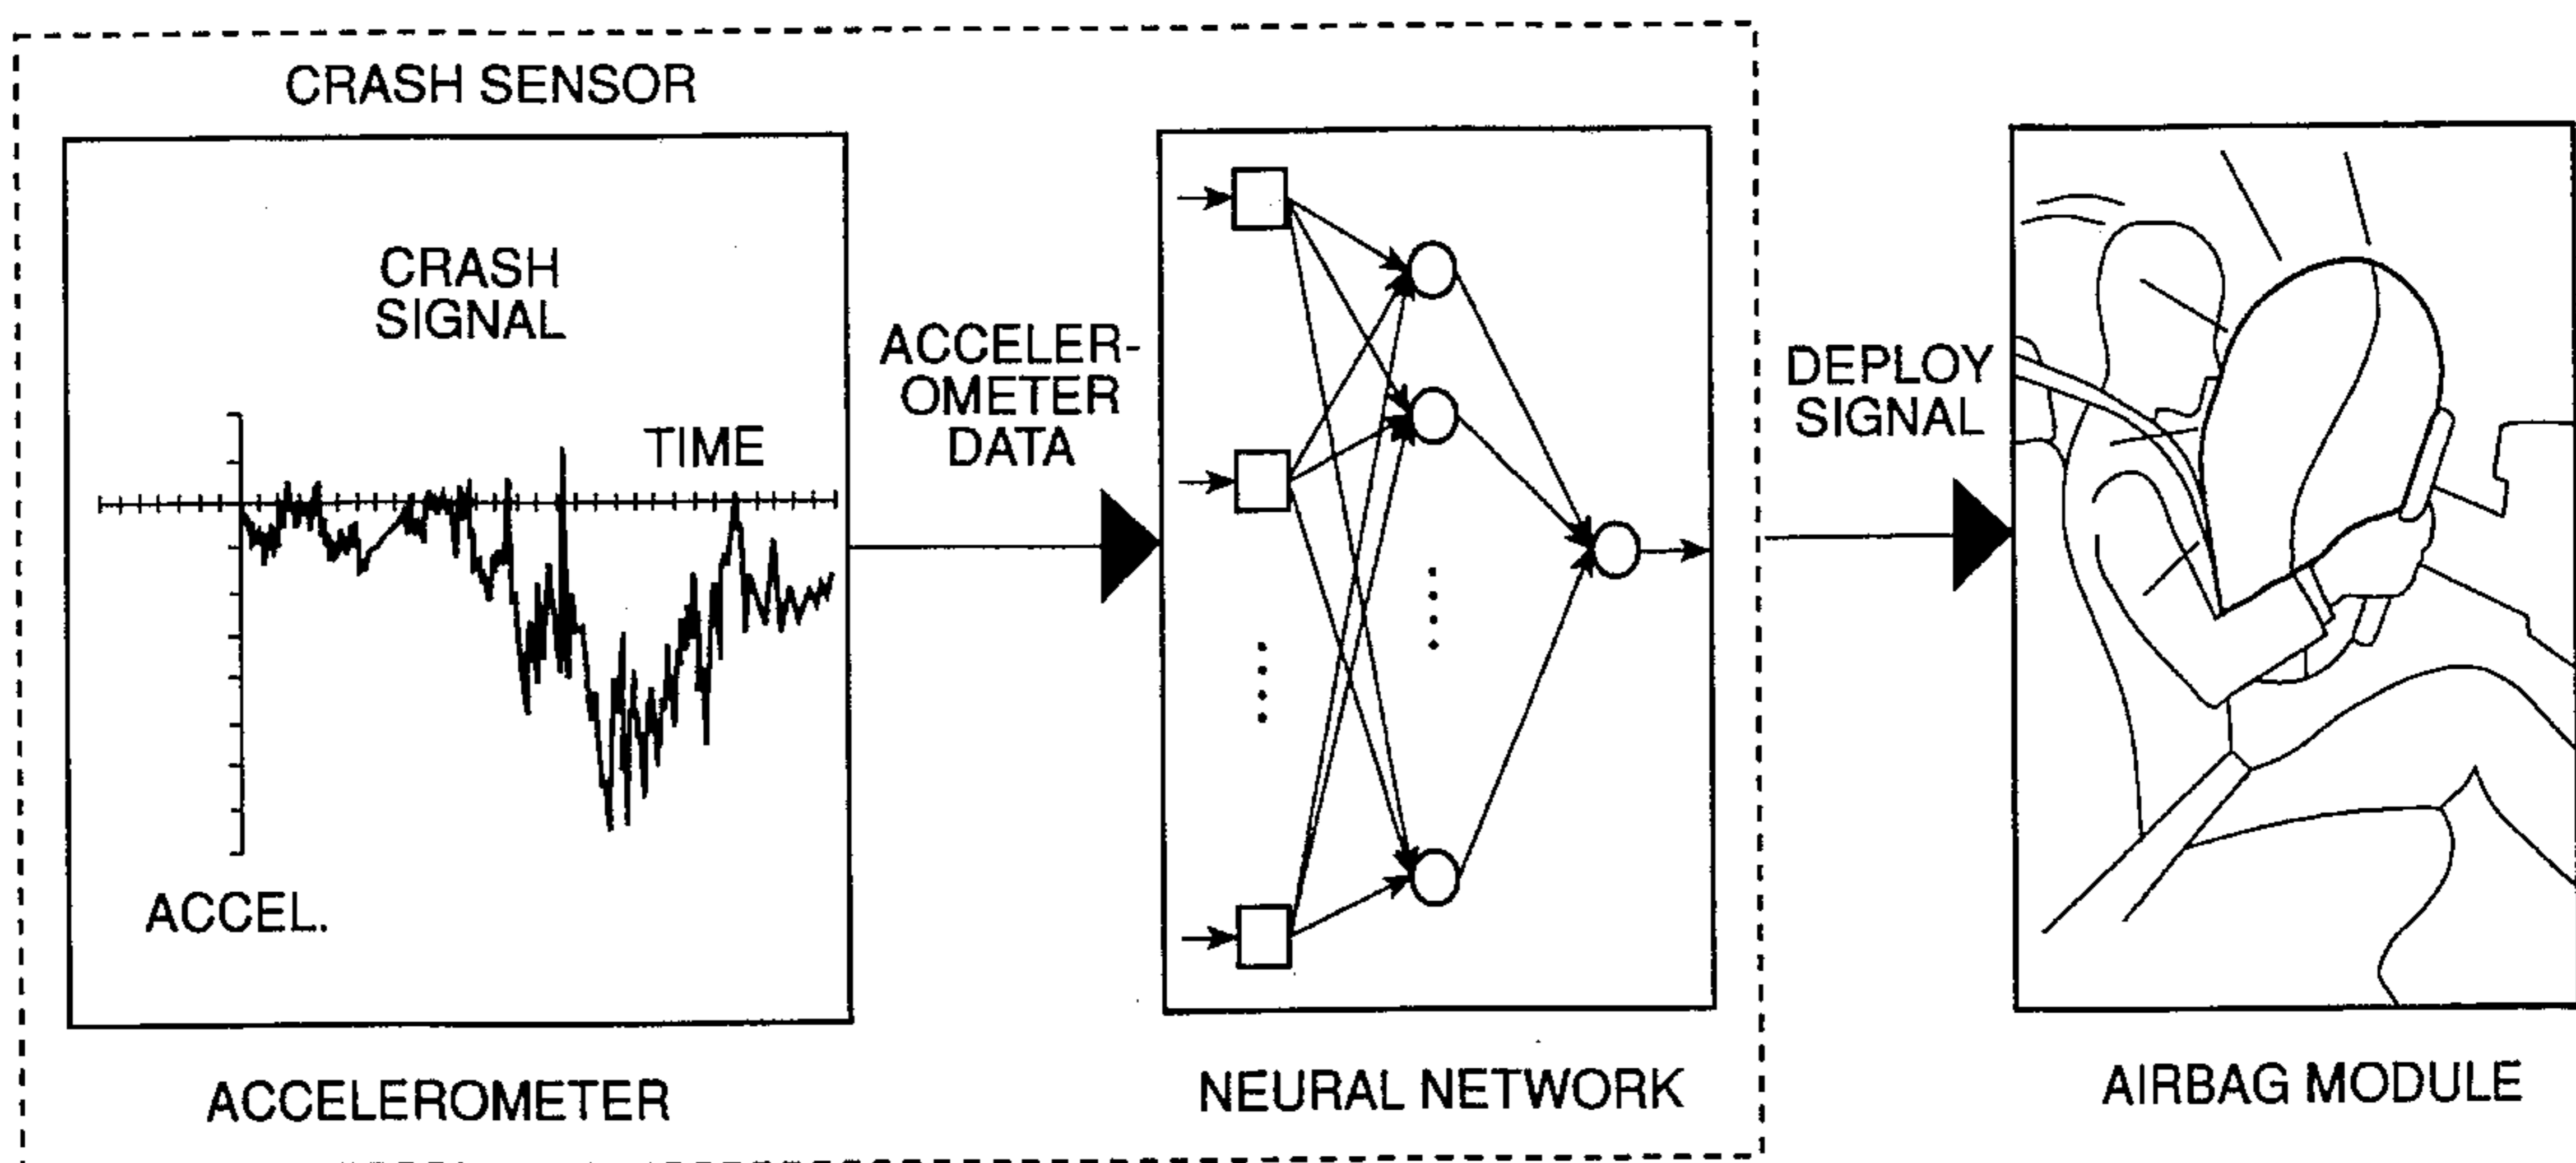 CRASH SENSOR
CRASH
SIGNAL
TIME
ACCEL.
ACCELEROMETER
ACCELER-
OMETER
DATA
NEURAL NETWORK
DEPLOY
SIGNAL
AIRBAG MODULE